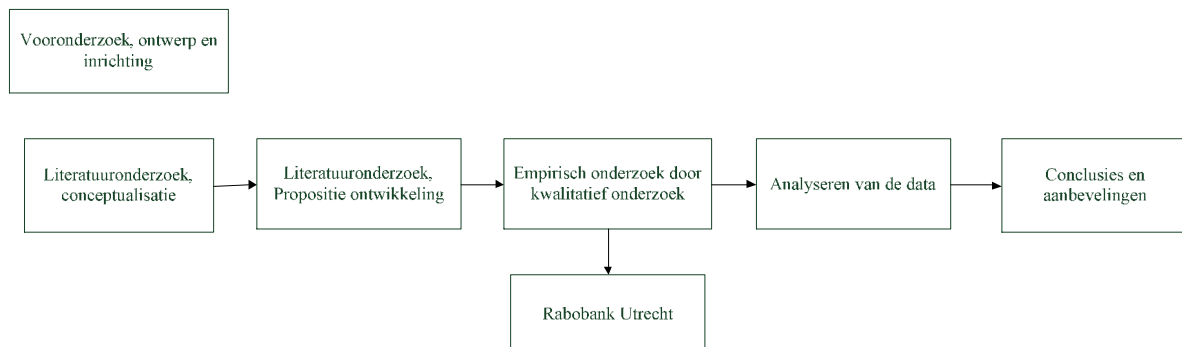 Vooronderzoek, ontwerp en
inrichting
Literatuuronderzoek,
conceptualisatie
Literatuuronderzoek,
Propositie ontwikkeling
Empirisch onderzoek door
kwalitatief onderzoek
Analyseren van de data
Conclusies en
aanbevelingen
Rabobank Utrecht